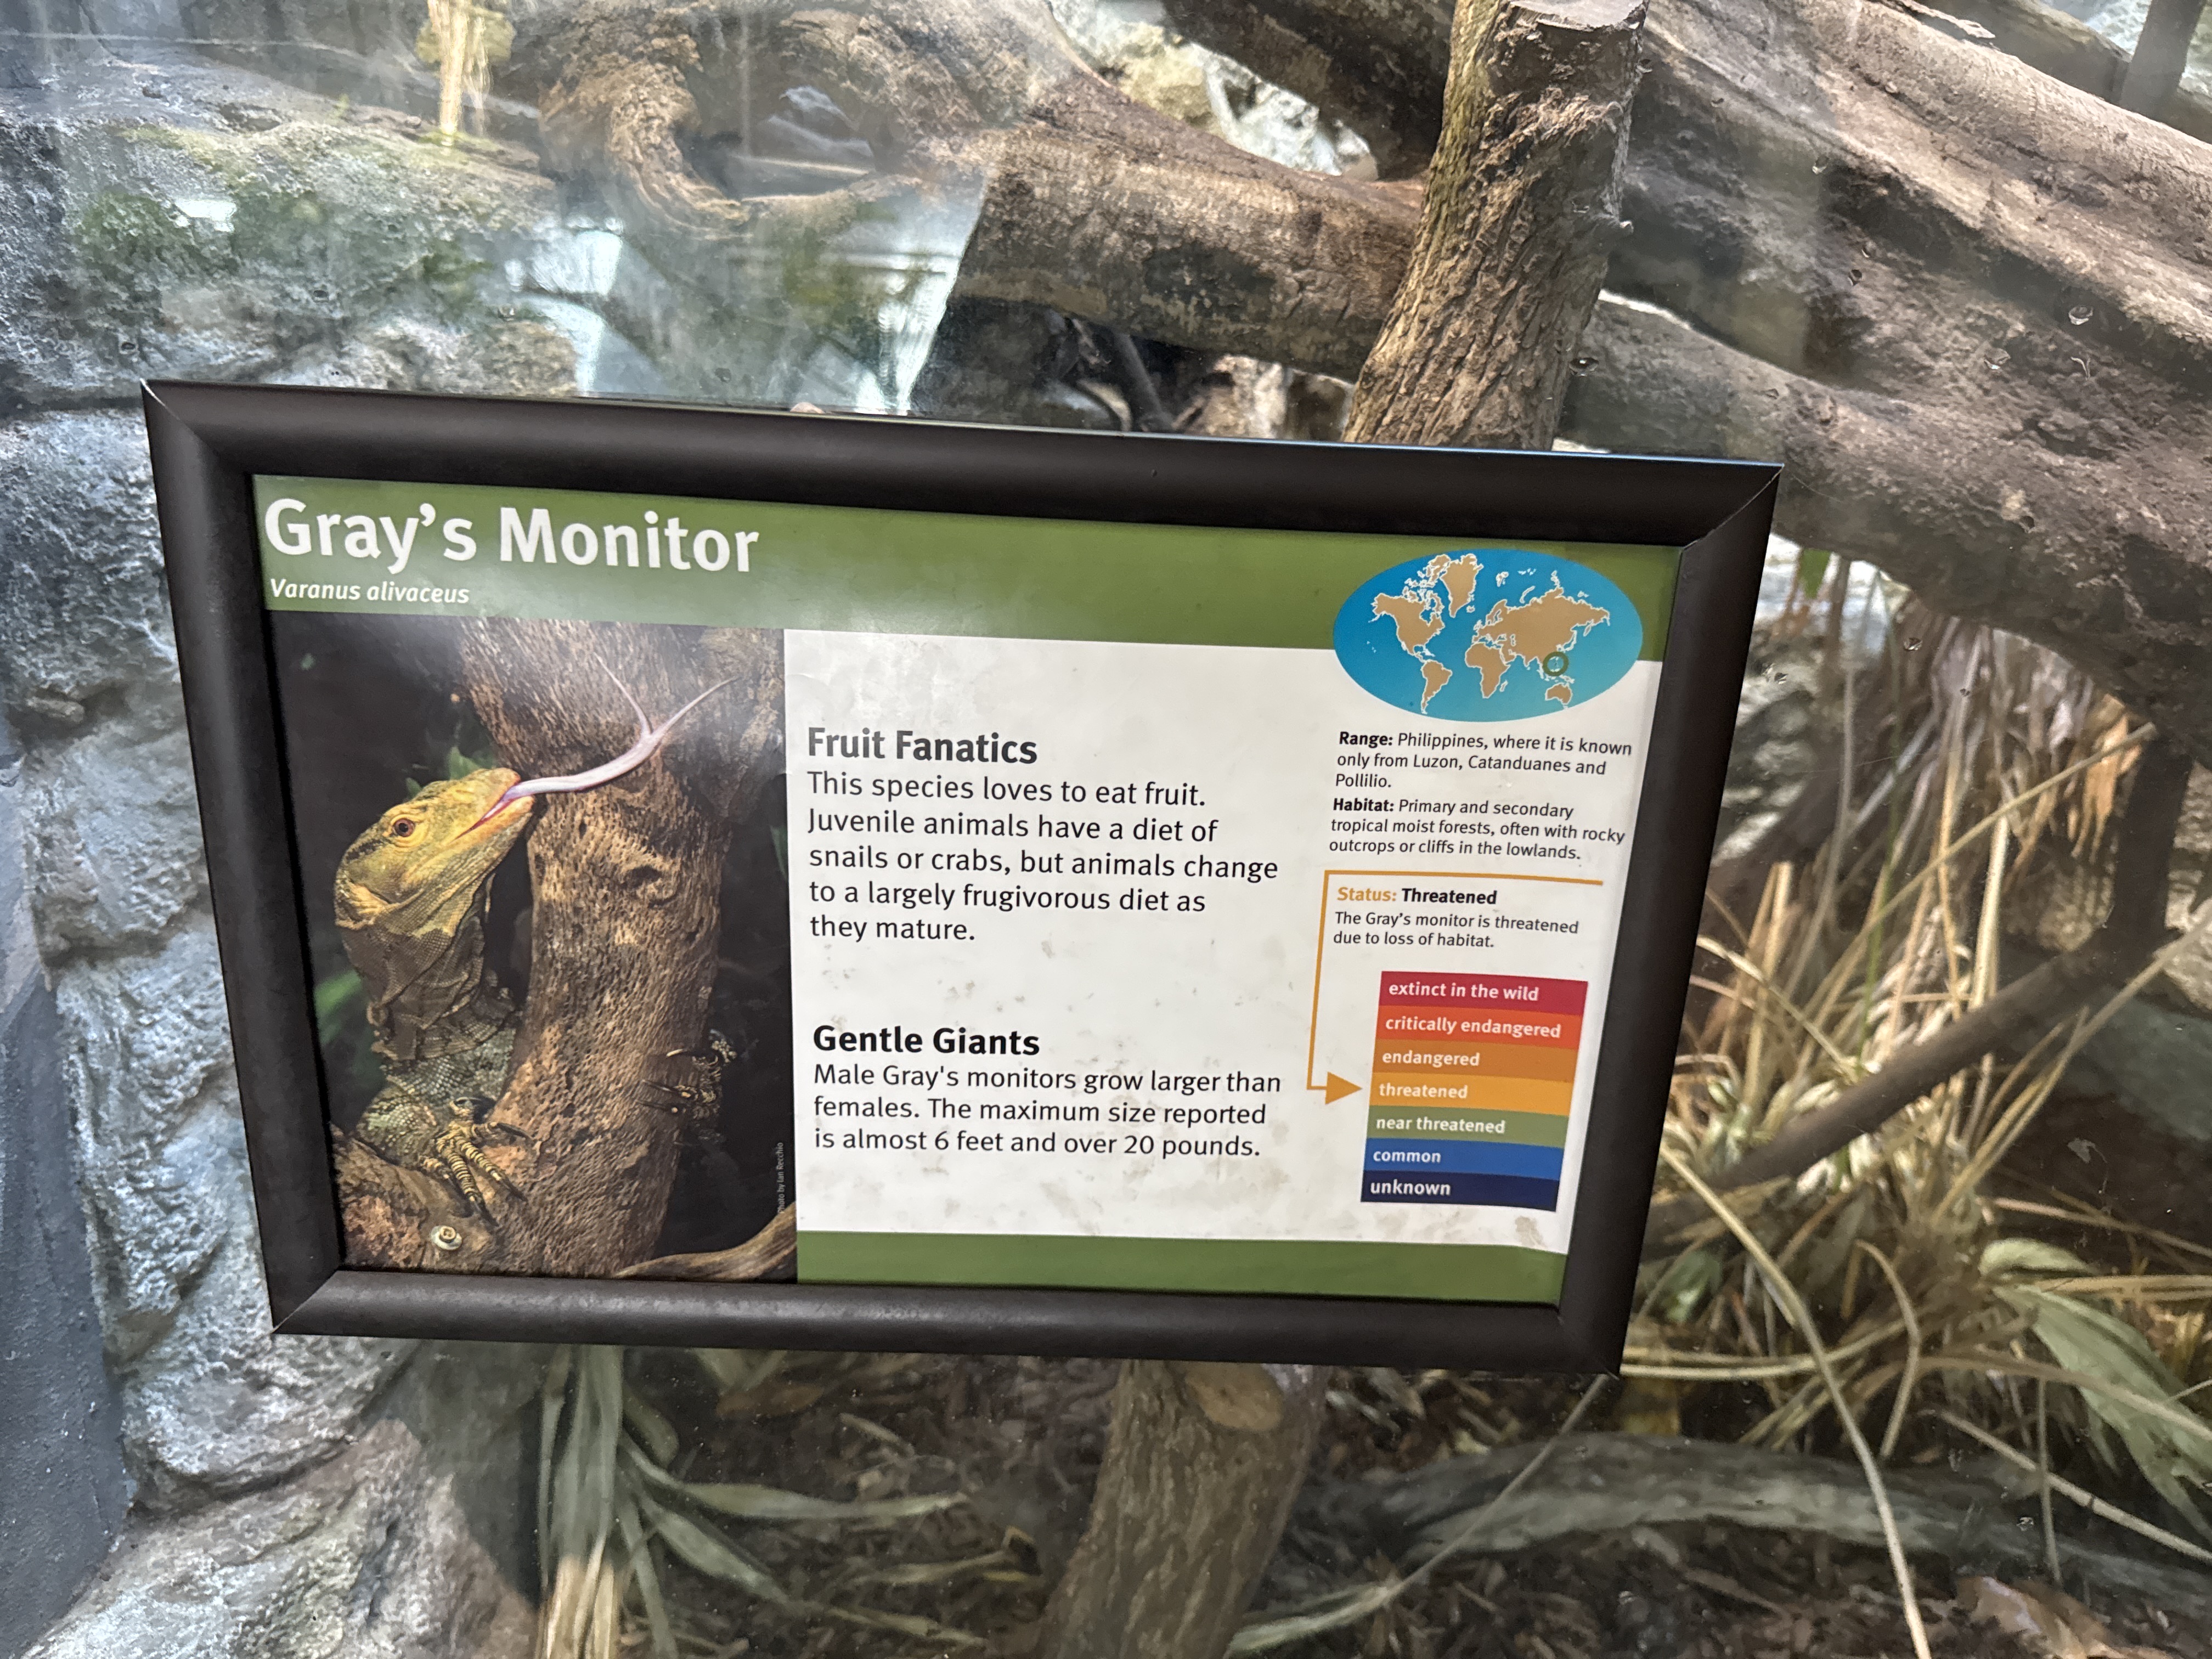 Gray's Monitor
Varanus alivaceus
Fruit Fanatics
This species loves to eat fruit.
Juvenile animals have a diet of
snails or crabs, but animals change
to a largely frugivorous diet as
they mature.
Gentle Giants
Male Gray's monitors grow larger than
females. The maximum size reported
is almost 6 feet and over 20 pounds.
Photo by Ian Recchio
Range: Philippines, where it is known
only from Luzon, Catanduanes and
Pollilio.
Habitat: Primary and secondary
tropical moist forests, often with rocky
outcrops or cliffs in the lowlands.
Status: Threatened
The Gray's monitor is threatened
due to loss of habitat.
extinct in the wild
critically endangered
endangered
threatened
near threatened
common
unknown